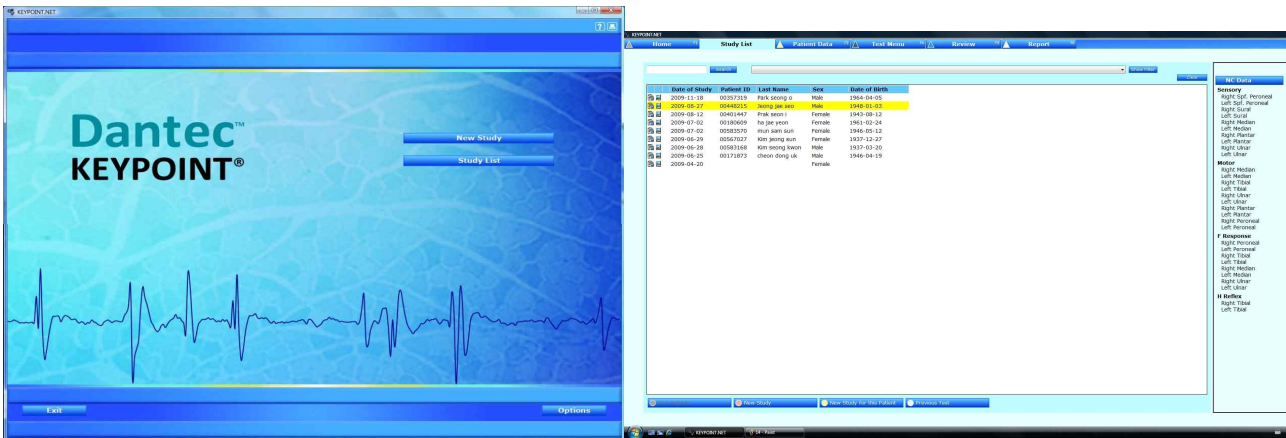 KEYPOINT.NET
Dantec™
KEYPOINT®
New Study
Study List
Exit
Options
KEYPOINT.NET
Home
Study List
Patient Data
Test Menu
Review
Report
Search
Show Filter
Clear
Date of Study Patient ID Last Name Sex Date of Birth
2009-11-18 00357319 Park seong o Male 1964-04-05
2009-08-27 00448215 Jeong jae seo Male 1948-01-03
2009-08-12 00401447 Prak seon i Female 1943-08-12
2009-07-02 00180609 ha jae yeon Female 1961-02-24
2009-07-02 00583570 mun sam sun Female 1946-05-12
2009-06-29 00567027 Kim jeong sun Female 1937-12-27
2009-06-28 00583168 Kim seong kwon Male 1937-03-20
2009-06-25 00171873 cheon dong uk Male 1946-04-19
2009-04-20 Female
NC Data
Sensory
Right Spf. Peroneal
Left Spf. Peroneal
Right Sural
Left Sural
Right Median
Left Median
Right Plantar
Left Plantar
Right Ulnar
Left Ulnar
Motor
Right Median
Left Median
Right Tibial
Left Tibial
Right Ulnar
Left Ulnar
Right Plantar
Left Plantar
Right Peroneal
Left Peroneal
F Response
Right Peroneal
Left Peroneal
Right Tibial
Left Tibial
Right Median
Left Median
Right Ulnar
Left Ulnar
H Reflex
Right Tibial
Left Tibial
New Study
New Study for this Patient
Previous Test
KEYPOINT.NET